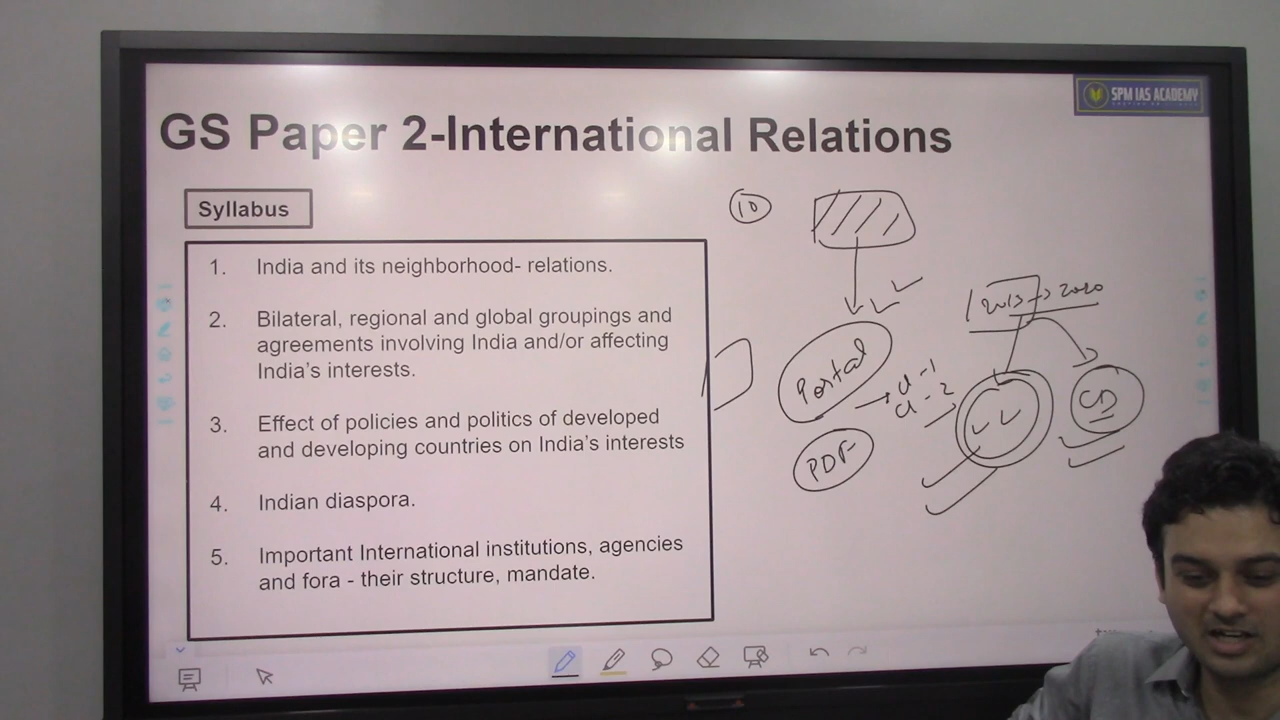 SPM IAS ACADEMY
GS Paper 2-International Relations
Syllabus
1. India and its neighborhood- relations.
2. Bilateral, regional and global groupings and
agreements involving India and/or affecting
India's interests.
3. Effect of policies and politics of developed
and developing countries on India's interests
4. Indian diaspora.
5. Important International institutions, agencies
and fora - their structure, mandate.
10
2013 → 2020
Portal
→ U-1
U-2
PDF